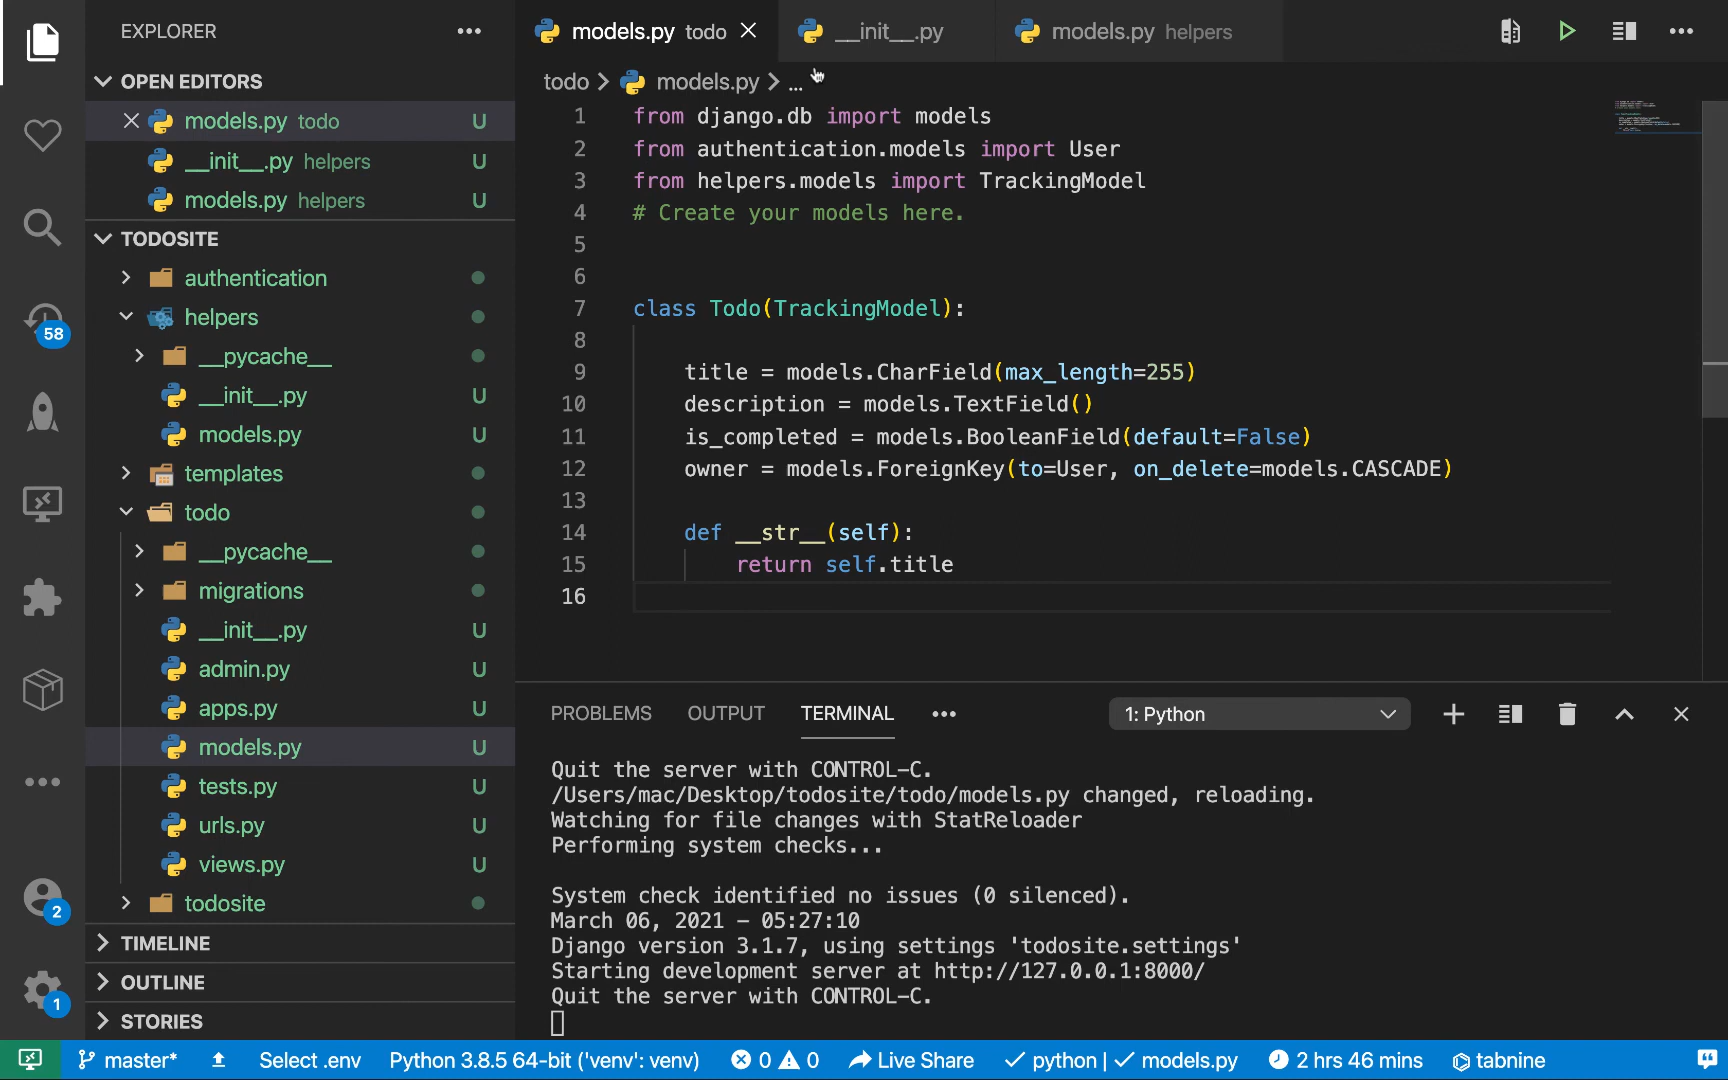 EXPLORER
OPEN EDITORS
models.py todo U
__init__.py helpers U
models.py helpers U
TODOSITE
authentication
helpers
__pycache__
__init__.py U
models.py U
templates
todo
__pycache__
migrations
__init__.py U
admin.py U
apps.py U
models.py U
tests.py U
urls.py U
views.py U
todosite
TIMELINE
OUTLINE
STORIES
58
2
1
models.py todo
__init__.py
models.py helpers
todo > models.py > ...
1 from django.db import models
2 from authentication.models import User
3 from helpers.models import TrackingModel
4 # Create your models here.
5
6
7 class Todo(TrackingModel):
8
9 title = models.CharField(max_length=255)
10 description = models.TextField()
11 is_completed = models.BooleanField(default=False)
12 owner = models.ForeignKey(to=User, on_delete=models.CASCADE)
13
14 def __str__(self):
15 return self.title
16
PROBLEMS OUTPUT TERMINAL 1: Python
Quit the server with CONTROL-C.
/Users/mac/Desktop/todosite/todo/models.py changed, reloading.
Watching for file changes with StatReloader
Performing system checks...
System check identified no issues (0 silenced).
March 06, 2021 - 05:27:10
Django version 3.1.7, using settings 'todosite.settings'
Starting development server at http://127.0.0.1:8000/
Quit the server with CONTROL-C.
master* Select .env Python 3.8.5 64-bit ('venv': venv) 0 0 Live Share python | models.py 2 hrs 46 mins tabnine